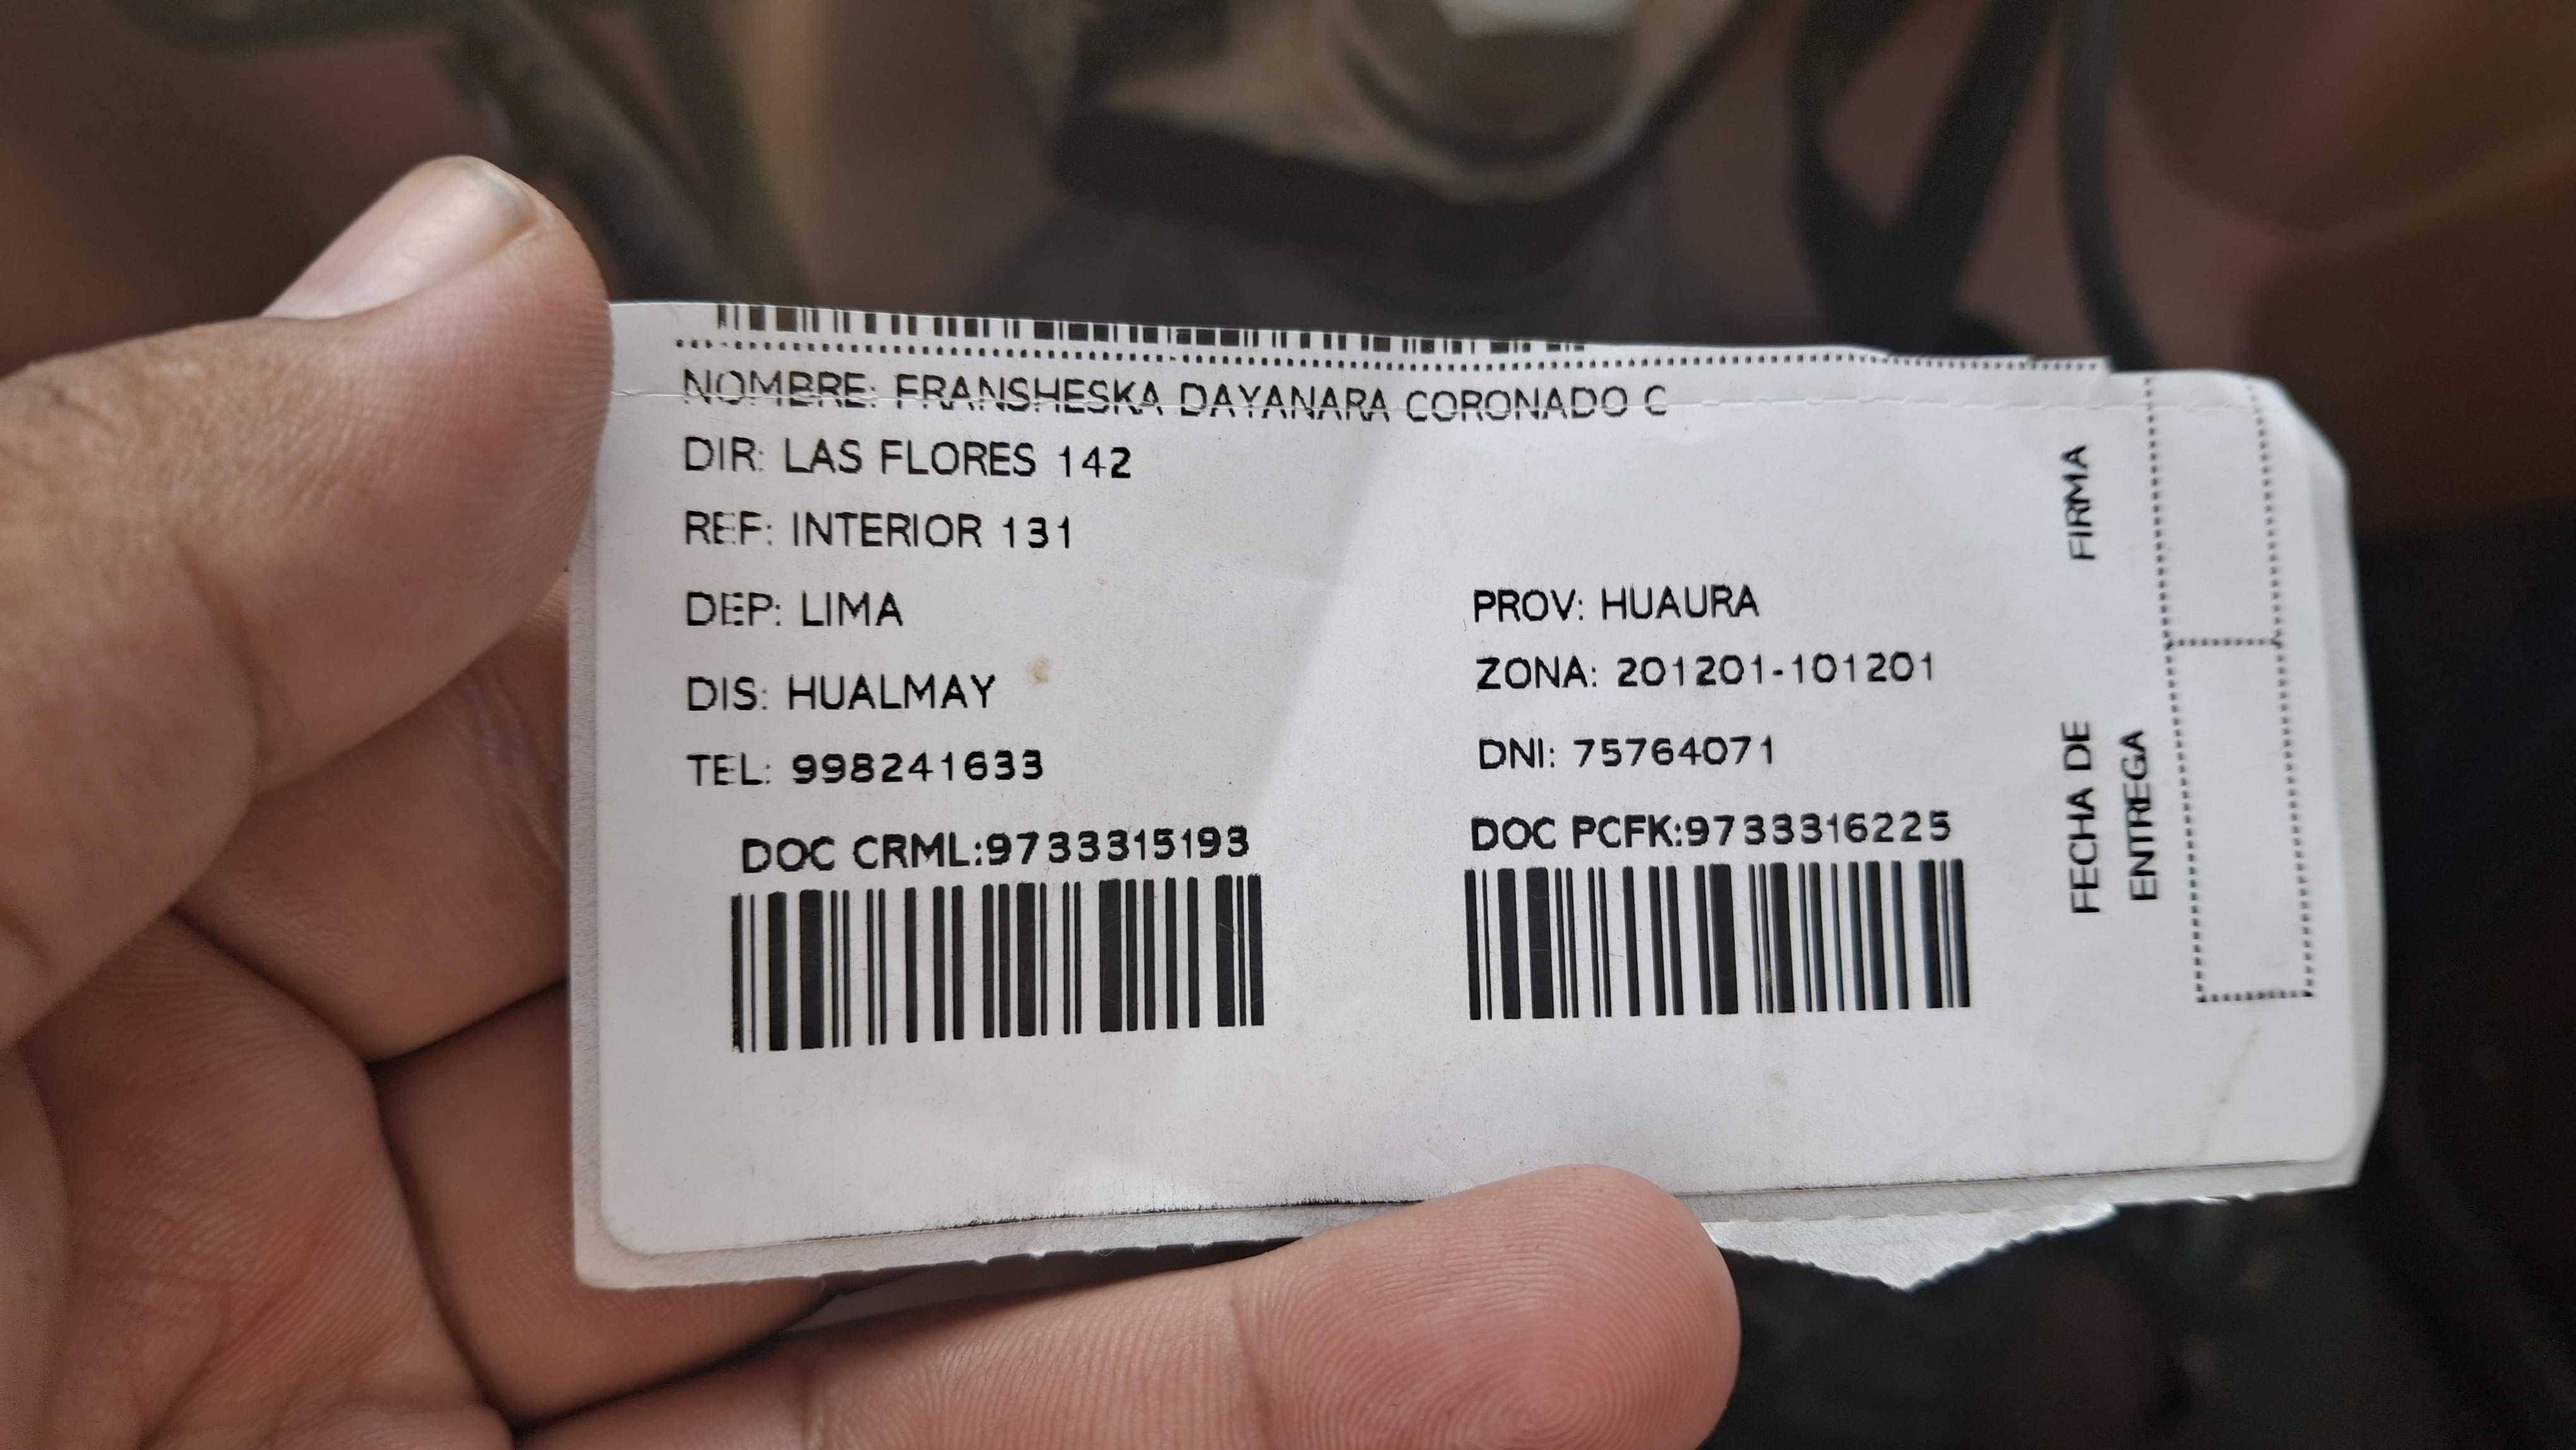 NOMBRE: FRANSHESKA DAYANARA CORONADO C
DIR: LAS FLORES 142
REF: INTERIOR 131
DEP: LIMA
PROV: HUAURA
DIS: HUALMAY
ZONA: 201201-101201
TEL: 998241633
DNI: 75764071
DOC CRML:9733315193
DOC PCFK:9733316225
FIRMA
FECHA DE
ENTREGA